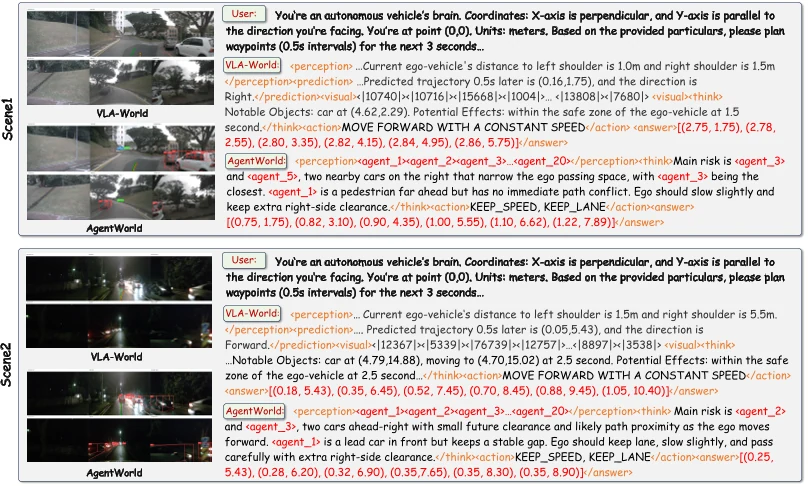 Scene1
User: You're an autonomous vehicle's brain. Coordinates: X-axis is perpendicular, and Y-axis is parallel to
the direction you're facing. You're at point (0,0). Units: meters. Based on the provided particulars, please plan
waypoints (0.5s intervals) for the next 3 seconds...
VLA-World: <perception> ...Current ego-vehicle's distance to left shoulder is 1.0m and right shoulder is 1.5m
</perception><prediction> ...Predicted trajectory 0.5s later is (0.16,1.75), and the direction is
Right.</prediction><visual><|10740|><|10716|><|15668|><|1004|>... <|13808|><|7680|> <visual><think>
Notable Objects: car at (4.62,2.29). Potential Effects: within the safe zone of the ego-vehicle at 1.5
second.</think><action>MOVE FORWARD WITH A CONSTANT SPEED</action> <answer>[(2.75, 1.75), (2.78,
2.55), (2.80, 3.35), (2.82, 4.15), (2.84, 4.95), (2.86, 5.75)]</answer>
AgentWorld: <perception><agent_1><agent_2><agent_3>...<agent_20></perception><think>Main risk is <agent_3>
and <agent_5>, two nearby cars on the right that narrow the ego passing space, with <agent_3> being the
closest. <agent_1> is a pedestrian far ahead but has no immediate path conflict. Ego should slow slightly and
keep extra right-side clearance.</think><action>KEEP_SPEED, KEEP_LANE</action><answer>
[(0.75, 1.75), (0.82, 3.10), (0.90, 4.35), (1.00, 5.55), (1.10, 6.62), (1.22, 7.89)]</answer>
VLA-World
AgentWorld
Scene2
User: You're an autonomous vehicle's brain. Coordinates: X-axis is perpendicular, and Y-axis is parallel to
the direction you're facing. You're at point (0,0). Units: meters. Based on the provided particulars, please plan
waypoints (0.5s intervals) for the next 3 seconds...
VLA-World: <perception>... Current ego-vehicle's distance to left shoulder is 1.5m and right shoulder is 5.5m.
</perception><prediction>.... Predicted trajectory 0.5s later is (0.05,5.43), and the direction is
Forward.</prediction><visual><|12367|><|5339|><|76739|><|12757|>...<|8897|><|3538|> <visual><think>
...Notable Objects: car at (4.79,14.88), moving to (4.70,15.02) at 2.5 second. Potential Effects: within the safe
zone of the ego-vehicle at 2.5 second...</think><action>MOVE FORWARD WITH A CONSTANT SPEED</action>
<answer>[(0.18, 5.43), (0.35, 6.45), (0.52, 7.45), (0.70, 8.45), (0.88, 9.45), (1.05, 10.40)]</answer>
AgentWorld: <perception><agent_1><agent_2><agent_3>...<agent_20></perception><think> Main risk is <agent_2>
and <agent_3>, two cars ahead-right with small future clearance and likely path proximity as the ego moves
forward. <agent_1> is a lead car in front but keeps a stable gap. Ego should keep lane, slow slightly, and pass
carefully with extra right-side clearance.</think><action>KEEP_SPEED, KEEP_LANE</action><answer>[(0.25,
5.43), (0.28, 6.20), (0.32, 6.90), (0.35,7.65), (0.35, 8.30), (0.35, 8.90)]</answer>
VLA-World
AgentWorld